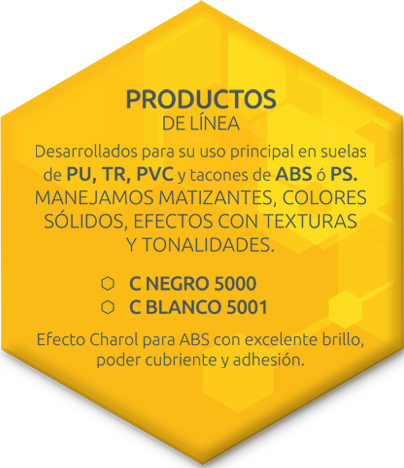 PRODUCTOS
DE LÍNEA
Desarrollados para su uso principal en suelas
de PU, TR, PVC y tacones de ABS ó PS.
MANEJAMOS MATIZANTES, COLORES
SÓLIDOS, EFECTOS CON TEXTURAS
Y TONALIDADES.
C NEGRO 5000
C BLANCO 5001
Efecto Charol para ABS con excelente brillo,
poder cubriente y adhesión.